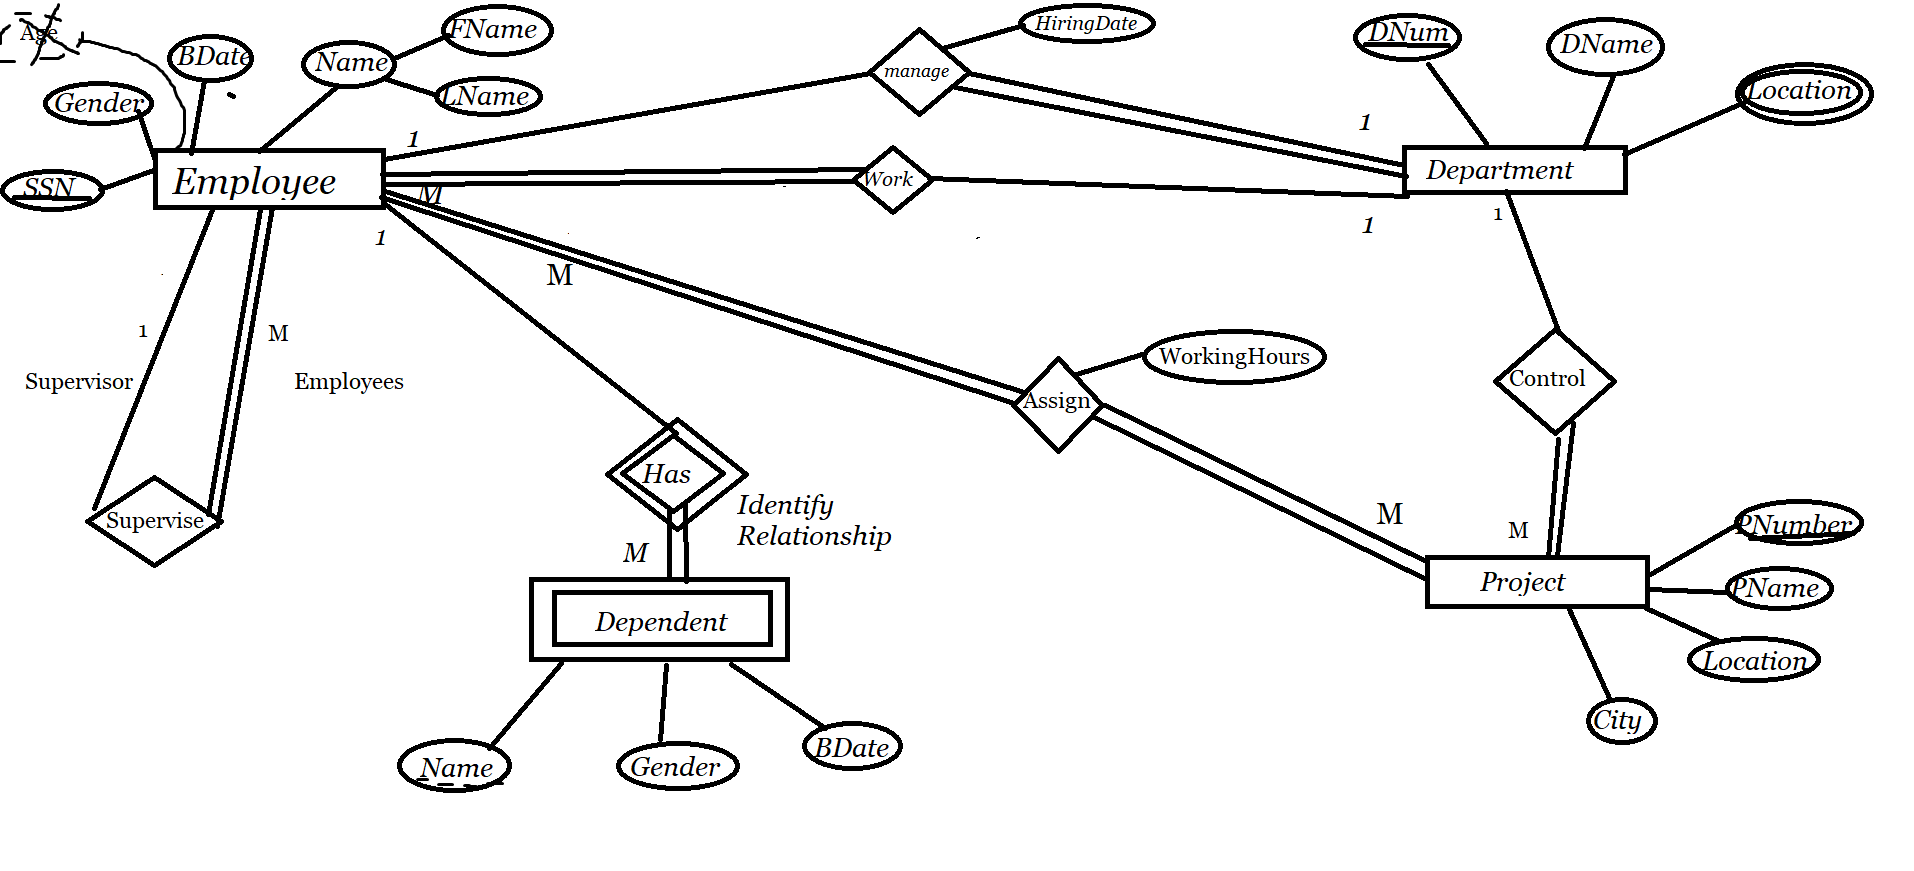 Age
BDate
Name
FName
LName
Gender
SSN
Employee
manage
HiringDate
DNum
DName
Location
Department
1
1
Work
M
1
1
M
1
1
M
Supervisor
Employees
Supervise
Has
Identify
Relationship
M
Dependent
Name
Gender
BDate
Assign
WorkingHours
M
Control
M
Project
PNumber
PName
Location
City